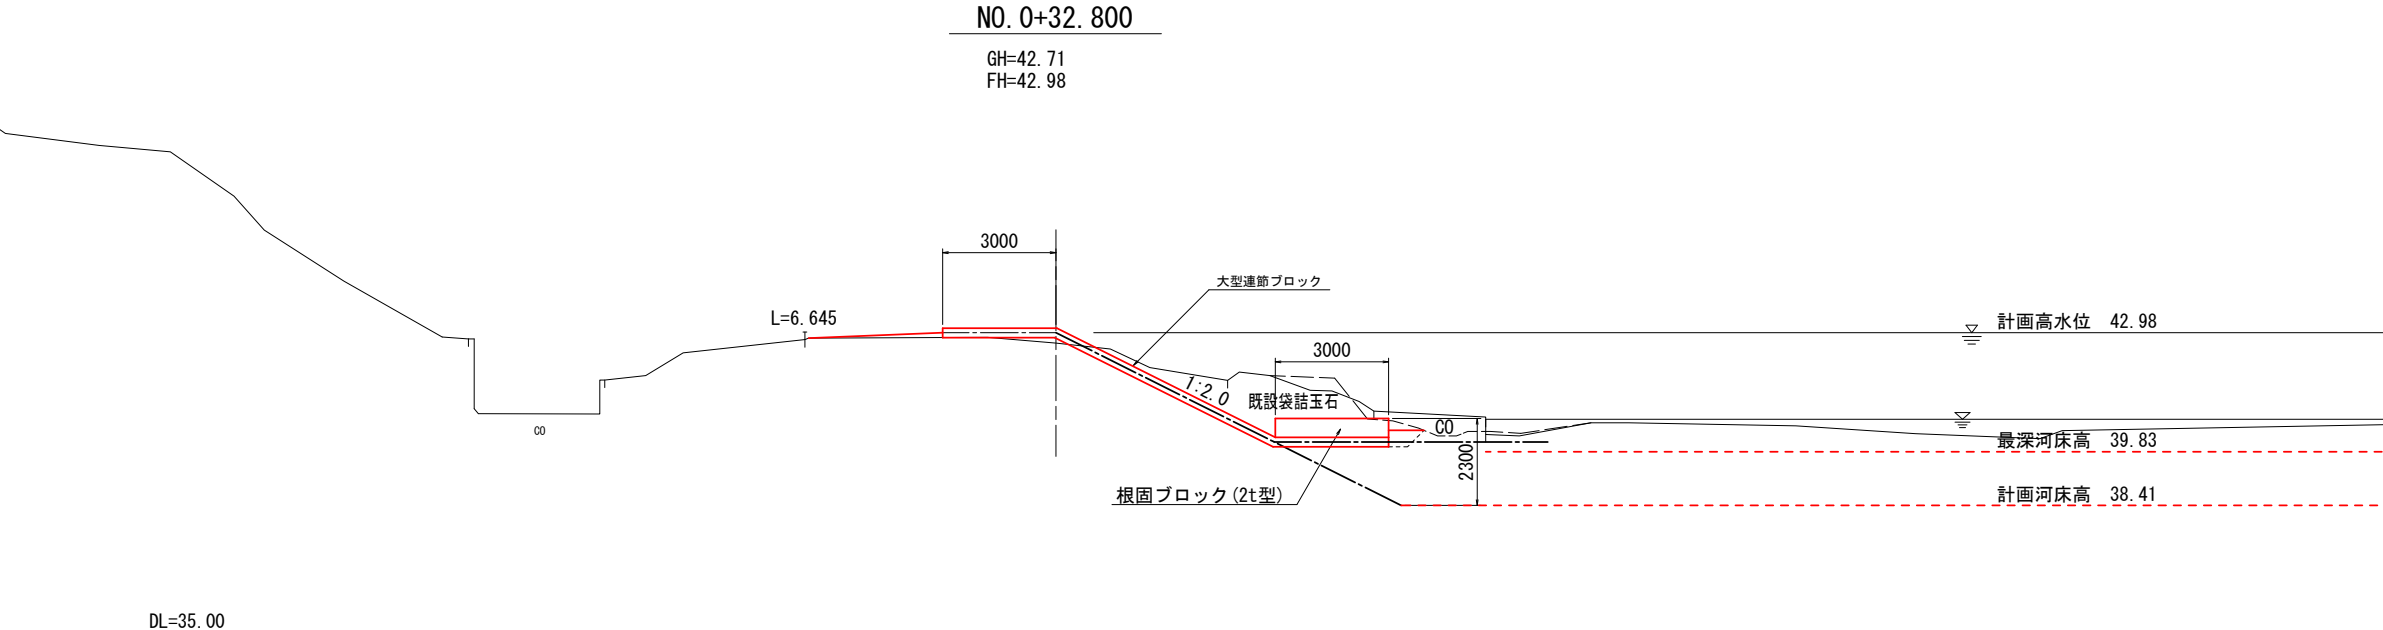 NO.0+32.800
GH=42.71
FH=42.98
3000
大型連節ブロック
L=6.645
計画高水位 42.98
3000
1:2.0
既設袋詰玉石
CO
CO
最深河床高 39.83
2300
根固ブロック(2t型)
計画河床高 38.41
DL=35.00